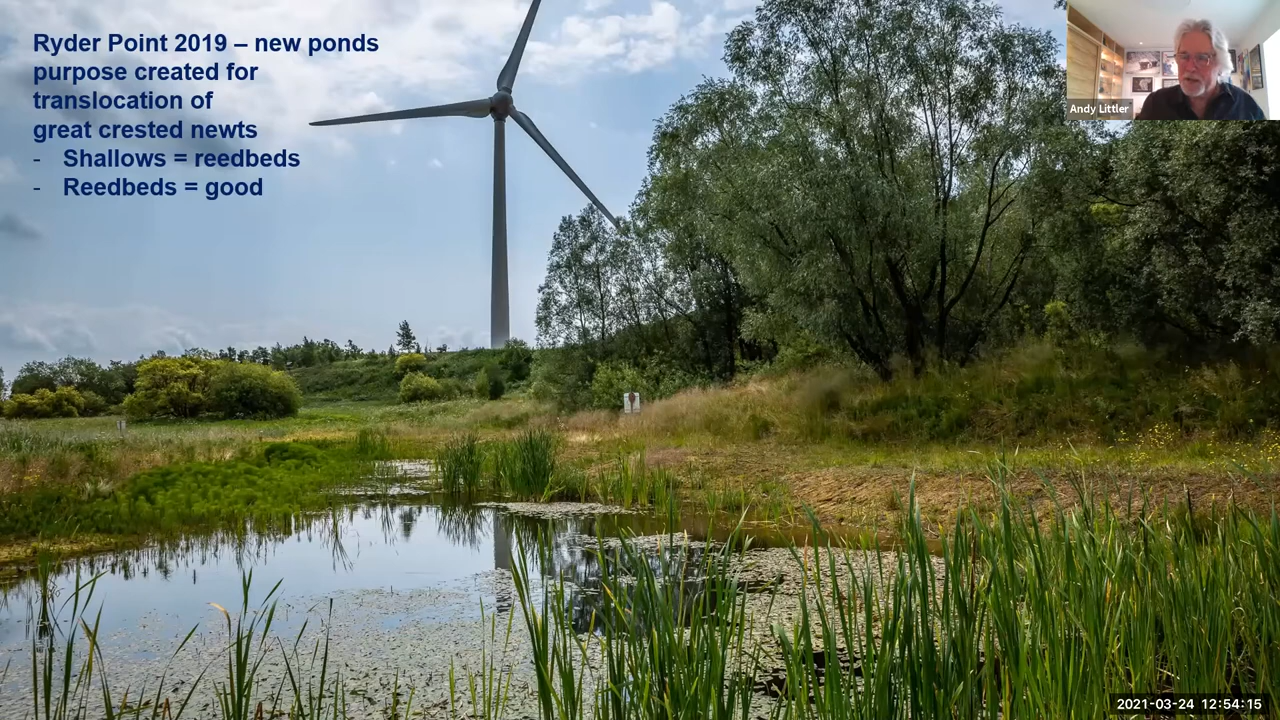 Ryder Point 2019 – new ponds
purpose created for
translocation of
great crested newts
- Shallows = reedbeds
- Reedbeds = good
Andy Littler
2021-03-24 12:54:15